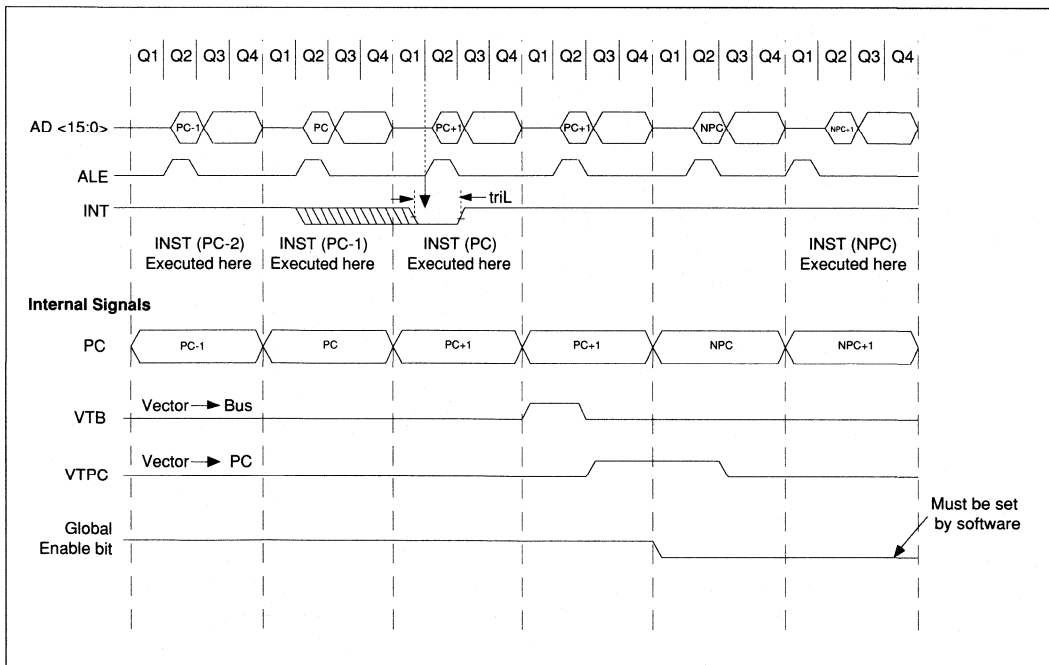 Q1 Q2 Q3 Q4 Q1 Q2 Q3 Q4 Q1 Q2 Q3 Q4 Q1 Q2 Q3 Q4 Q1 Q2 Q3 Q4 Q1 Q2 Q3 Q4
AD <15:0> PC-1 PC PC+1 PC+1 NPC NPC+1
ALE
triL
INT
INST (PC-2) INST (PC-1) INST (PC) INST (NPC)
Executed here Executed here Executed here Executed here
Internal Signals
PC PC-1 PC PC+1 PC+1 NPC NPC+1
Vector Bus
VTB
Vector PC
VTPC
Must be set
by software
Global
Enable bit